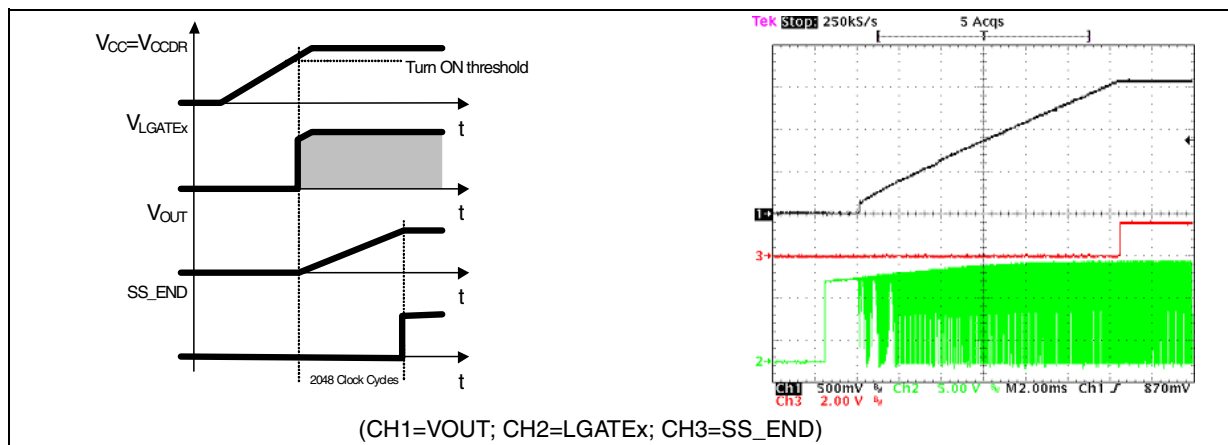 VCC=VCCDR
Turn ON threshold
t
VLGATEx
t
VOUT
t
SS_END
2048 Clock Cycles
t
Tek Stop: 250kS/s 5 Acqs
1
3
2
Ch1 500mV Ch2 5.00 V M2.00ms Ch1 870mV
Ch3 2.00 V
(CH1=VOUT; CH2=LGATEx; CH3=SS_END)